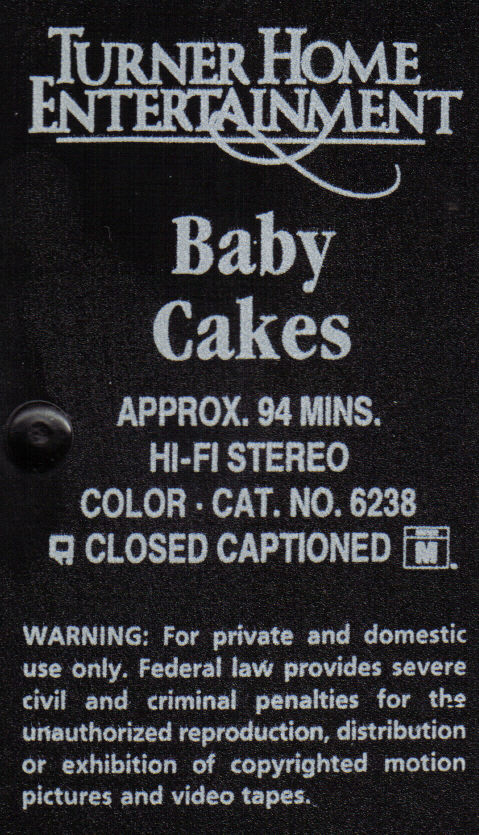 TURNER HOME
ENTERTAINMENT
Baby
Cakes
APPROX. 94 MINS.
HI-FI STEREO
COLOR · CAT. NO. 6238
CLOSED CAPTIONED M
WARNING: For private and domestic
use only. Federal law provides severe
civil and criminal penalties for the
unauthorized reproduction, distribution
or exhibition of copyrighted motion
pictures and video tapes.